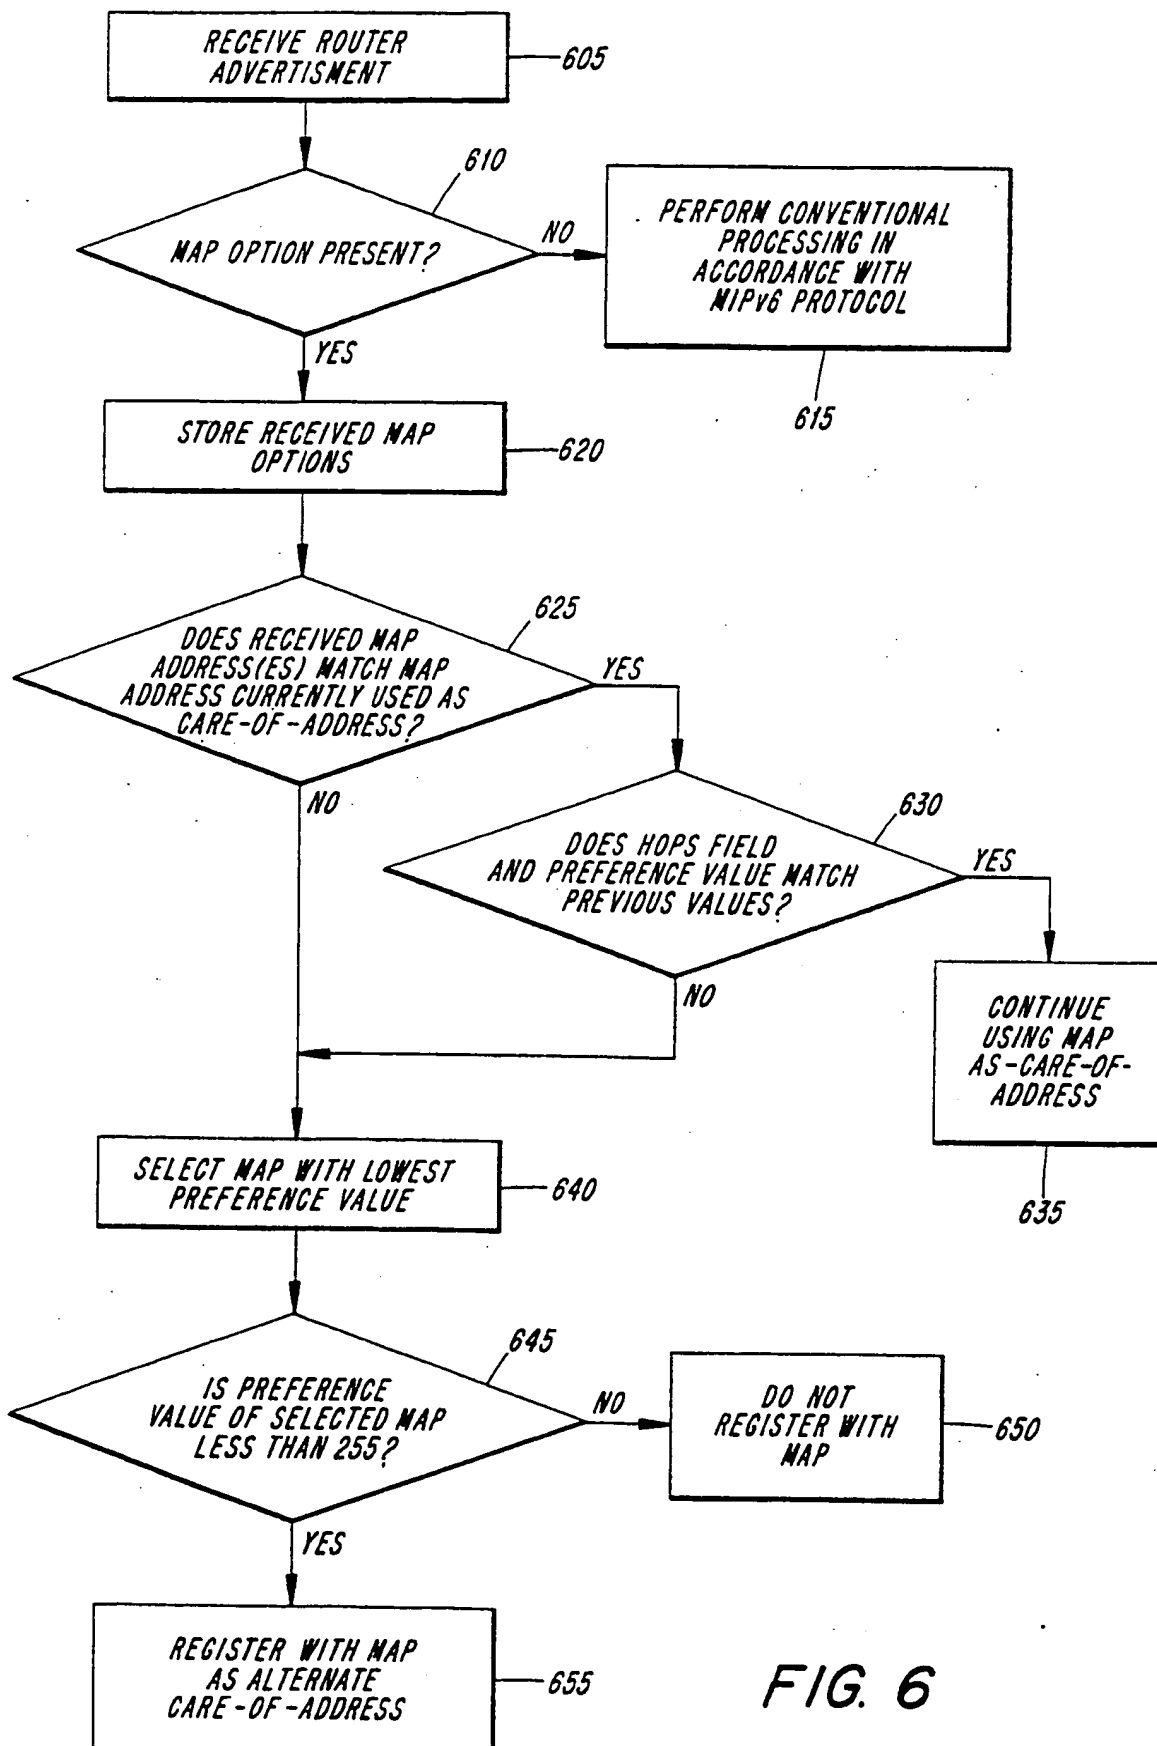 RECEIVE ROUTER
ADVERTISMENT
605
610
MAP OPTION PRESENT?
NO
PERFORM CONVENTIONAL
PROCESSING IN
ACCORDANCE WITH
MIPv6 PROTOCOL
615
YES
STORE RECEIVED MAP
OPTIONS
620
625
DOES RECEIVED MAP
ADDRESS(ES) MATCH MAP
ADDRESS CURRENTLY USED AS
CARE-OF-ADDRESS?
YES
NO
630
DOES HOPS FIELD
AND PREFERENCE VALUE MATCH
PREVIOUS VALUES?
YES
NO
CONTINUE
USING MAP
AS-CARE-OF-
ADDRESS
635
SELECT MAP WITH LOWEST
PREFERENCE VALUE
640
645
IS PREFERENCE
VALUE OF SELECTED MAP
LESS THAN 255?
NO
DO NOT
REGISTER WITH
MAP
650
YES
REGISTER WITH MAP
AS ALTERNATE
CARE-OF-ADDRESS
655
FIG. 6